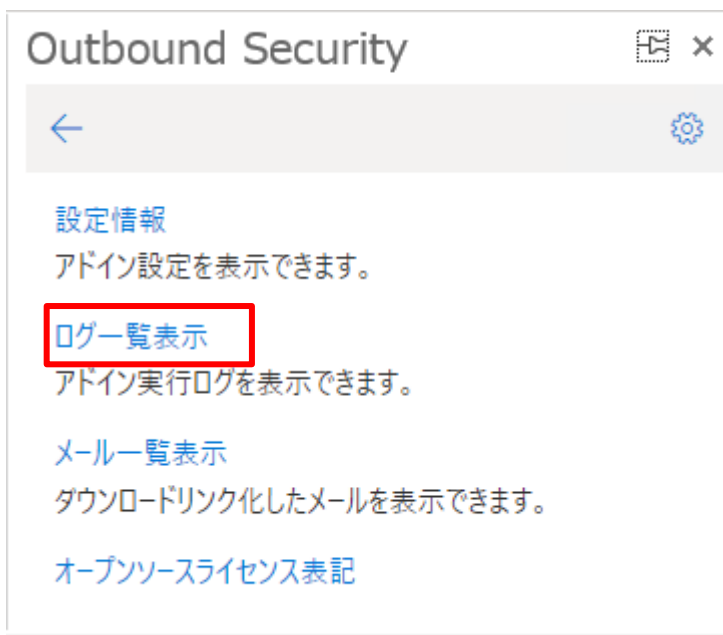 Outbound Security
設定情報
アドイン設定を表示できます。
ログ一覧表示
アドイン実行ログを表示できます。
メール一覧表示
ダウンロードリンク化したメールを表示できます。
オープンソースライセンス表記